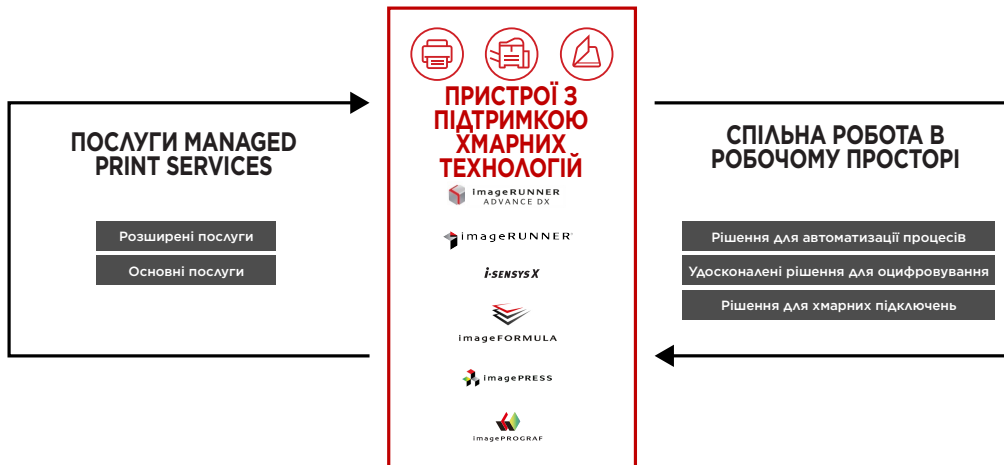 ПОСЛУГИ MANAGED
PRINT SERVICES
Розширені послуги
Основні послуги
ПРИСТРОЇ З
ПІДТРИМКОЮ
ХМАРНИХ
ТЕХНОЛОГІЙ
imageRUNNER
ADVANCE DX
imageRUNNER
i-SENSYS X
imageFORMULA
imagePRESS
imagePROGRAF
СПІЛЬНА РОБОТА В
РОБОЧОМУ ПРОСТОРІ
Рішення для автоматизації процесів
Удосконалені рішення для оцифровування
Рішення для хмарних підключень